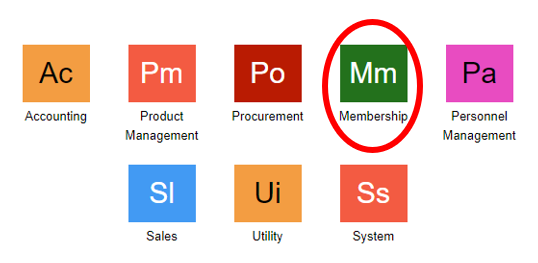 Ac Pm Po Mm Pa
Accounting Product Management Procurement Membership Personnel Management
Sl Ui Ss
Sales Utility System